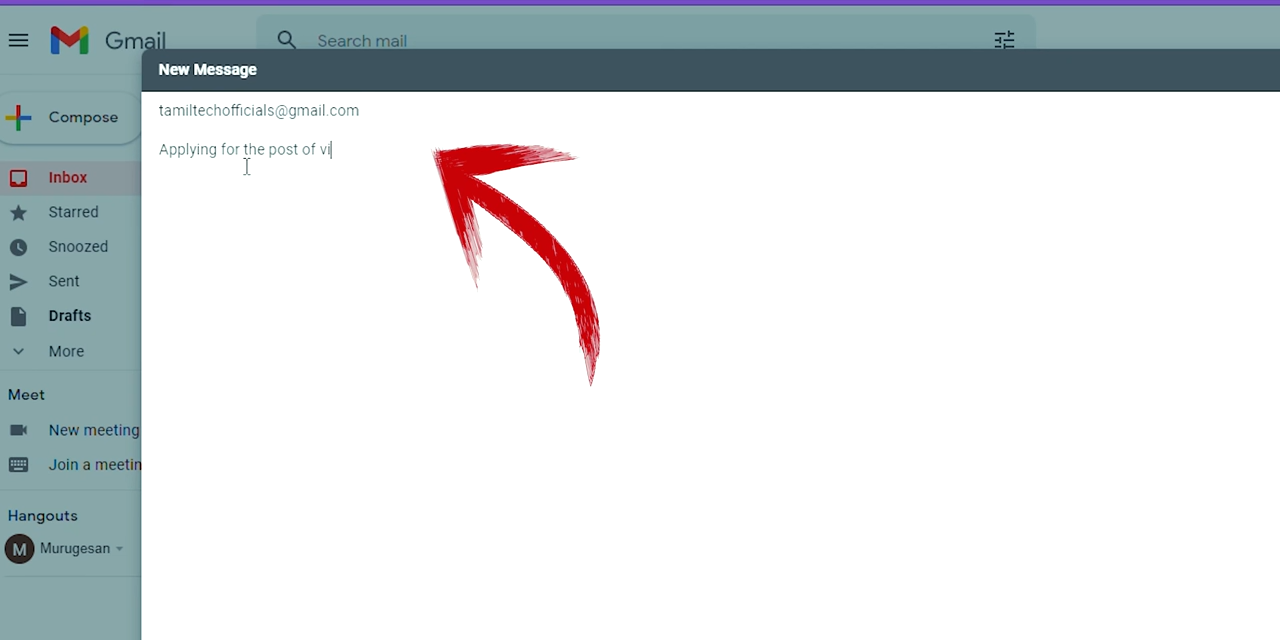 Gmail
Search mail
New Message
tamiltechofficials@gmail.com
Applying for the post of vi
Compose
Inbox
Starred
Snoozed
Sent
Drafts
More
Meet
New meeting
Join a meetin
Hangouts
M
Murugesan